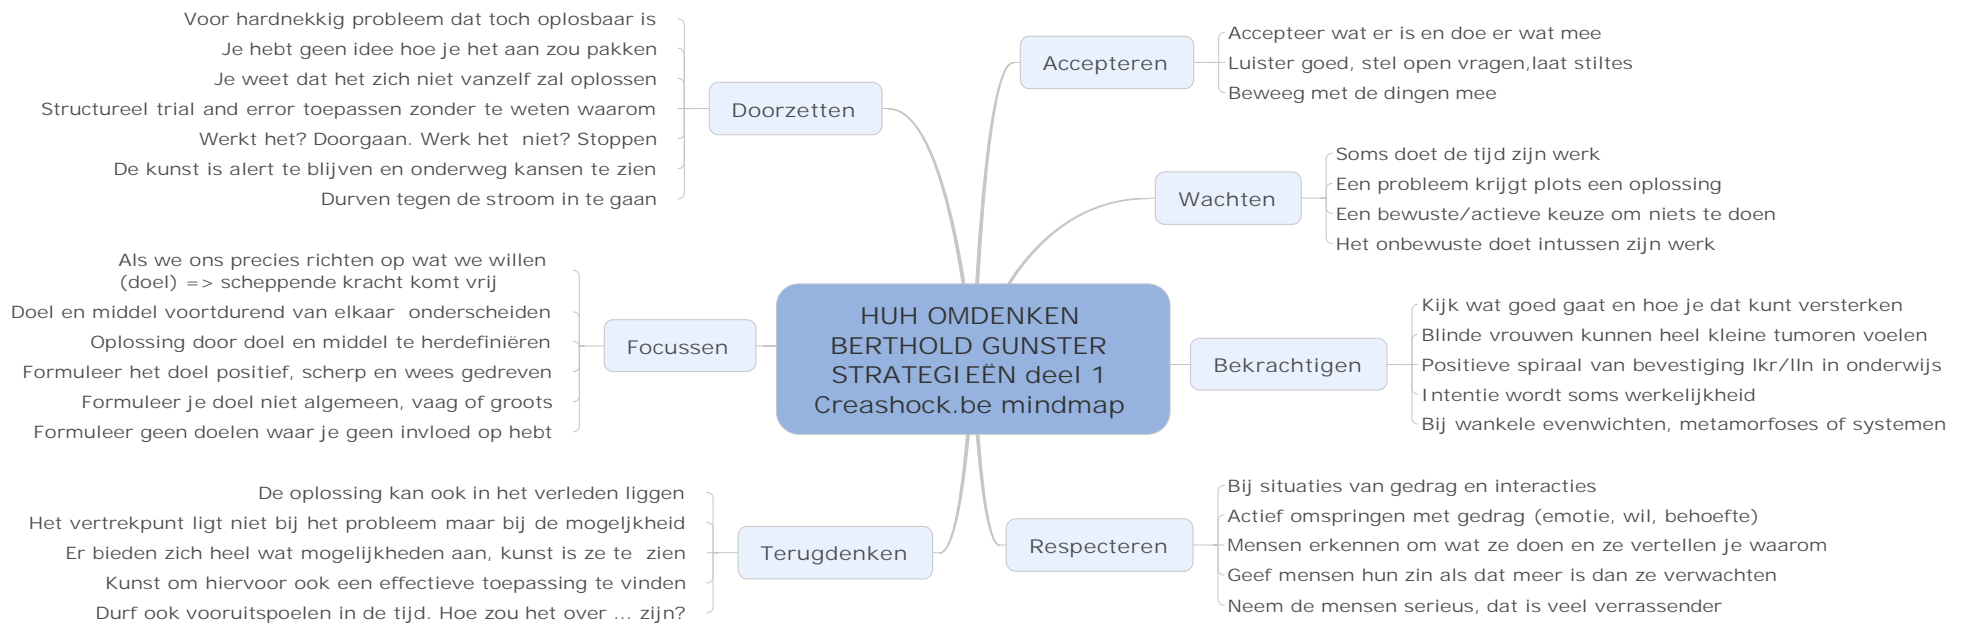 HUH OMDENKEN
BERTHOLD GUNSTER
STRATEGIEËN deel 1
Creashock.be mindmap
Accepteren
Accepteer wat er is en doe er wat mee
Luister goed, stel open vragen,laat stiltes
Beweeg met de dingen mee
Wachten
Soms doet de tijd zijn werk
Een probleem krijgt plots een oplossing
Een bewuste/actieve keuze om niets te doen
Het onbewuste doet intussen zijn werk
Bekrachtigen
Kijk wat goed gaat en hoe je dat kunt versterken
Blinde vrouwen kunnen heel kleine tumoren voelen
Positieve spiraal van bevestiging lkr/lln in onderwijs
Intentie wordt soms werkelijkheid
Bij wankele evenwichten, metamorfoses of systemen
Respecteren
Bij situaties van gedrag en interacties
Actief omspringen met gedrag (emotie, wil, behoefte)
Mensen erkennen om wat ze doen en ze vertellen je waarom
Geef mensen hun zin als dat meer is dan ze verwachten
Neem de mensen serieus, dat is veel verrassender
Terugdenken
De oplossing kan ook in het verleden liggen
Het vertrekpunt ligt niet bij het probleem maar bij de mogeljkheid
Er bieden zich heel wat mogelijkheden aan, kunst is ze te zien
Kunst om hiervoor ook een effectieve toepassing te vinden
Durf ook vooruitspoelen in de tijd. Hoe zou het over ... zijn?
Focussen
Als we ons precies richten op wat we willen
(doel) => scheppende kracht komt vrij
Doel en middel voortdurend van elkaar onderscheiden
Oplossing door doel en middel te herdefiniëren
Formuleer het doel positief, scherp en wees gedreven
Formuleer je doel niet algemeen, vaag of groots
Formuleer geen doelen waar je geen invloed op hebt
Doorzetten
Voor hardnekkig probleem dat toch oplosbaar is
Je hebt geen idee hoe je het aan zou pakken
Je weet dat het zich niet vanzelf zal oplossen
Structureel trial and error toepassen zonder te weten waarom
Werkt het? Doorgaan. Werk het niet? Stoppen
De kunst is alert te blijven en onderweg kansen te zien
Durven tegen de stroom in te gaan